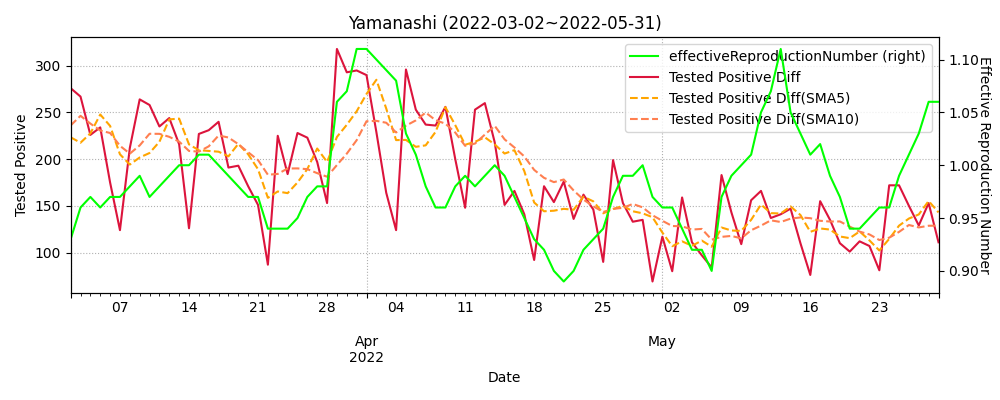 Yamanashi (2022-03-02~2022-05-31)
effectiveReproductionNumber (right)
Tested Positive Diff
Tested Positive Diff(SMA5)
Tested Positive Diff(SMA10)
Tested Positive
300
250
200
150
100
1.10
1.05
1.00
0.95
0.90
Effective Reproduction Number
07 14 21 28 04 11 18 25 02 09 16 23
Apr May
2022
Date